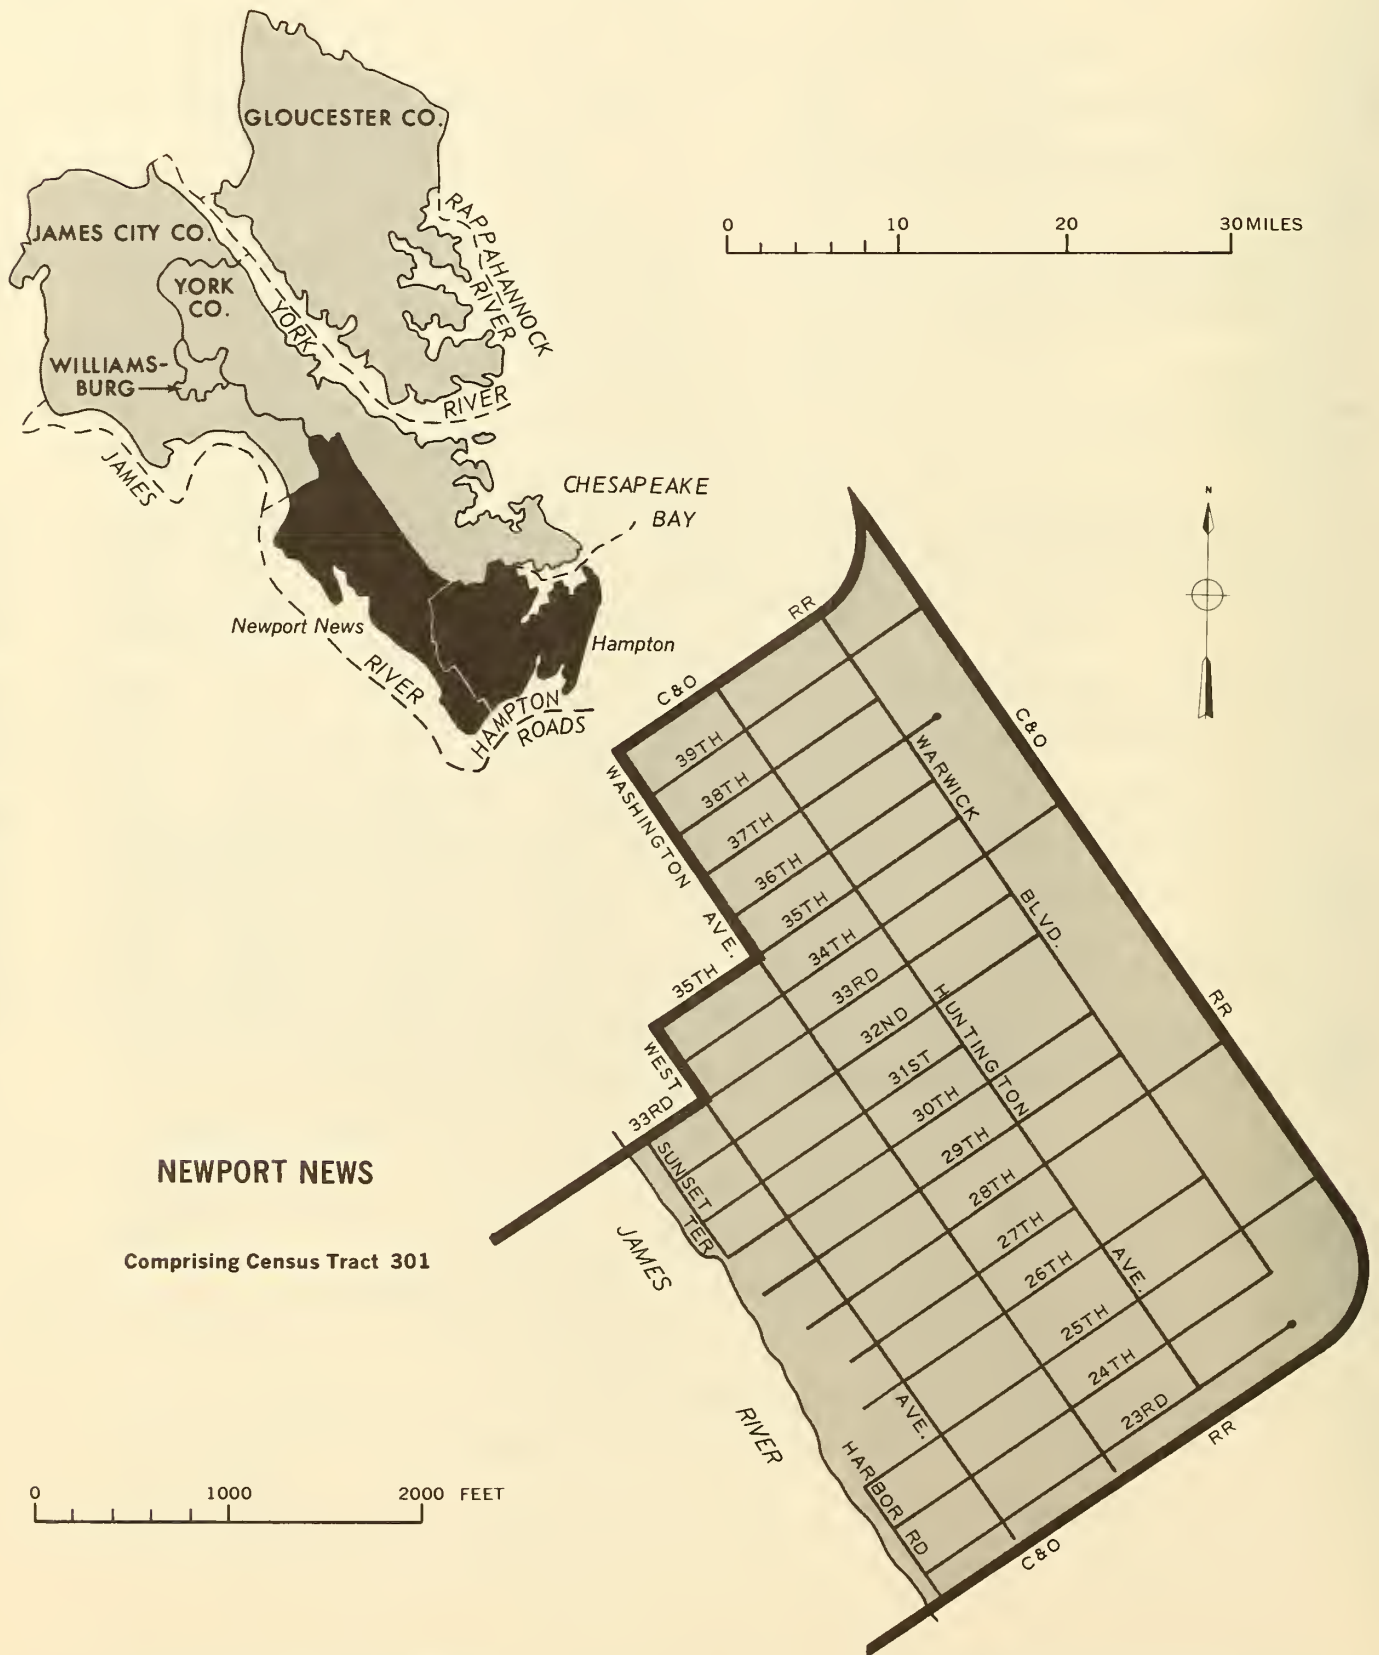 GLOUCESTER CO.
JAMES CITY CO.
YORK
CO.
WILLIAMS-
BURG
RAPPAHANNOCK
RIVER
YORK
RIVER
JAMES
RIVER
CHESAPEAKE
BAY
Newport News
Hampton
HAMPTON
ROADS
0 10 20 30 MILES
N
C&O RR
C&O RR
WASHINGTON AVE.
39TH
38TH
37TH
36TH
35TH
34TH
33RD
32ND
31ST
30TH
29TH
28TH
27TH
26TH
25TH
24TH
23RD
WARWICK BLVD.
HUNTINGTON AVE.
35TH
WEST AVE.
33RD
SUNSET TER.
JAMES RIVER
HARBOR RD
C&O RR
NEWPORT NEWS
Comprising Census Tract 301
0 1000 2000 FEET